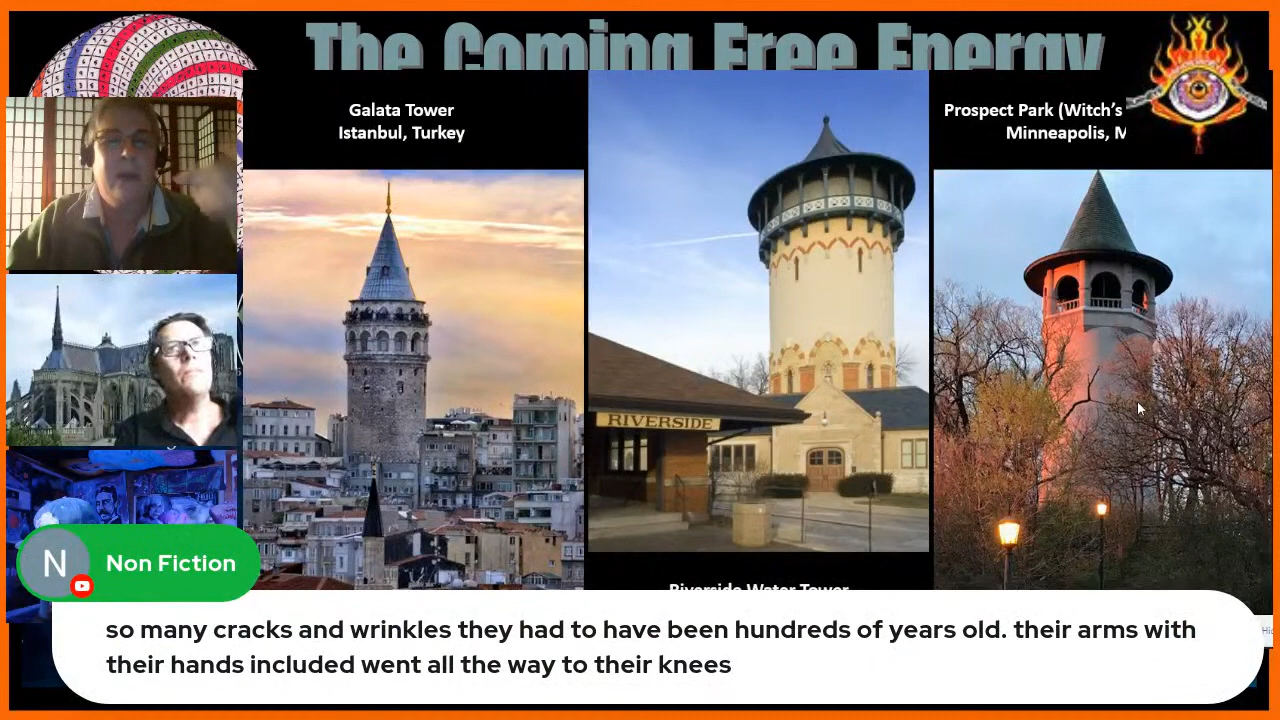 The Coming Free Energy
Galata Tower
Istanbul, Turkey
Prospect Park (Witch's
Minneapolis, M
RIVERSIDE
Riverside Water Tower
N
Non Fiction
so many cracks and wrinkles they had to have been hundreds of years old. their arms with
their hands included went all the way to their knees